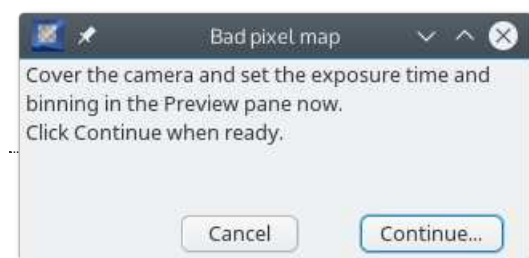 Bad pixel map
Cover the camera and set the exposure time and
binning in the Preview pane now.
Click Continue when ready.
Cancel
Continue...